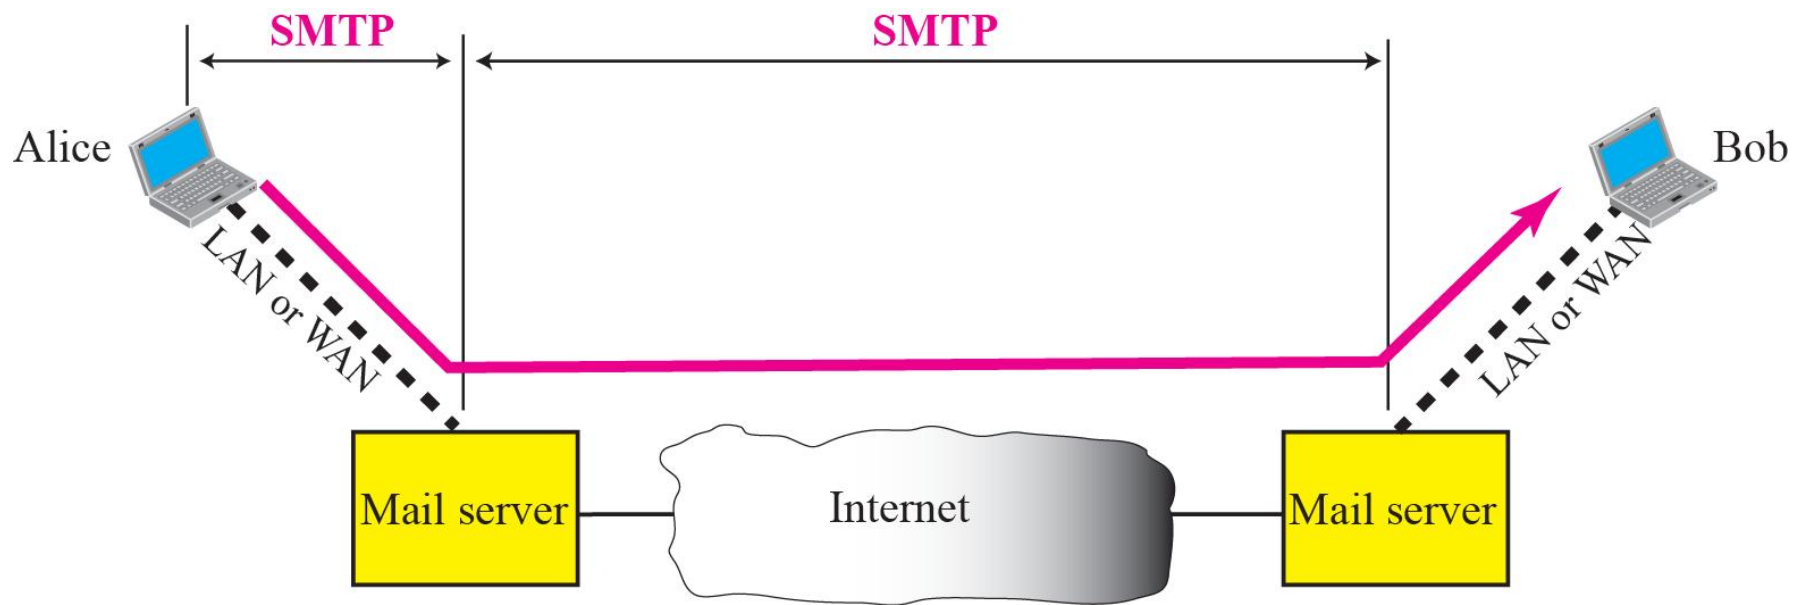 SMTP
SMTP
Alice
Bob
LAN or WAN
LAN or WAN
Mail server
Internet
Mail server